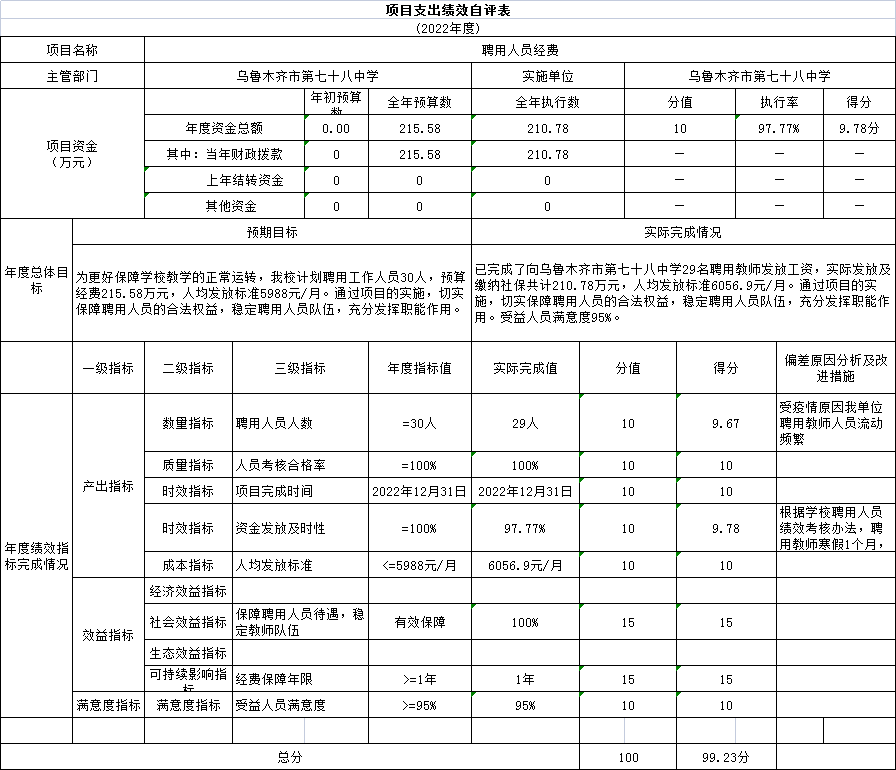 项目支出绩效自评表
(2022年度)
项目名称 聘用人员经费
主管部门 乌鲁木齐市第七十八中学 实施单位 乌鲁木齐市第七十八中学
项目资金
（万元）
年初预算 全年预算数 全年执行数 分值 执行率 得分
年度资金总额 0.00 215.58 210.78 10 97.77% 9.78分
其中：当年财政拨款 0 215.58 210.78 － － －
上年结转资金 0 0 0 － － －
其他资金 0 0 0 － － －
年度总体目
标
预期目标 实际完成情况
为更好保障学校教学的正常运转，我校计划聘用工作人员30人，预算
经费215.58万元，人均发放标准5988元/月。通过项目的实施，切实
保障聘用人员的合法权益，稳定聘用人员队伍，充分发挥职能作用。
已完成了向乌鲁木齐市第七十八中学29名聘用教师发放工资，实际发放及
缴纳社保共计210.78万元，人均发放标准6056.9元/月。通过项目的实
施，切实保障聘用人员的合法权益，稳定聘用人员队伍，充分发挥职能作
用。受益人员满意度95%。
一级指标 二级指标 三级指标 年度指标值 实际完成值 分值 得分 偏差原因分析及改
进措施
年度绩效指
标完成情况
产出指标
数量指标 聘用人员人数 =30人 29人 10 9.67
受疫情原因我单位
聘用教师人员流动
频繁
质量指标 人员考核合格率 =100% 100% 10 10
时效指标 项目完成时间 2022年12月31日 2022年12月31日 10 10
时效指标 资金发放及时性 =100% 97.77% 10 9.78
根据学校聘用人员
绩效考核办法，聘
用教师寒假1个月，
成本指标 人均发放标准 <=5988元/月 6056.9元/月 10 10
效益指标
经济效益指标
社会效益指标 保障聘用人员待遇，稳
定教师队伍 有效保障 100% 15 15
生态效益指标
可持续影响指 经费保障年限 >=1年 1年 15 15
满意度指标 满意度指标 受益人员满意度 >=95% 95% 10 10
总分 100 99.23分